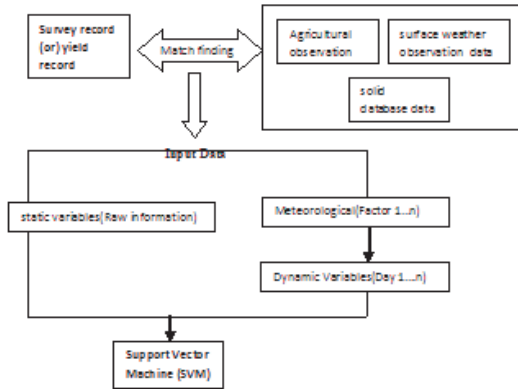 Survey record
(or) yield
record
Match finding
Agricultural
observation
surface weather
observation data
solid
database data
Input Data
static variables(Raw information)
Meteorological(Factor 1...n)
Dynamic Variables(Day 1....n)
Support Vector
Machine (SVM)